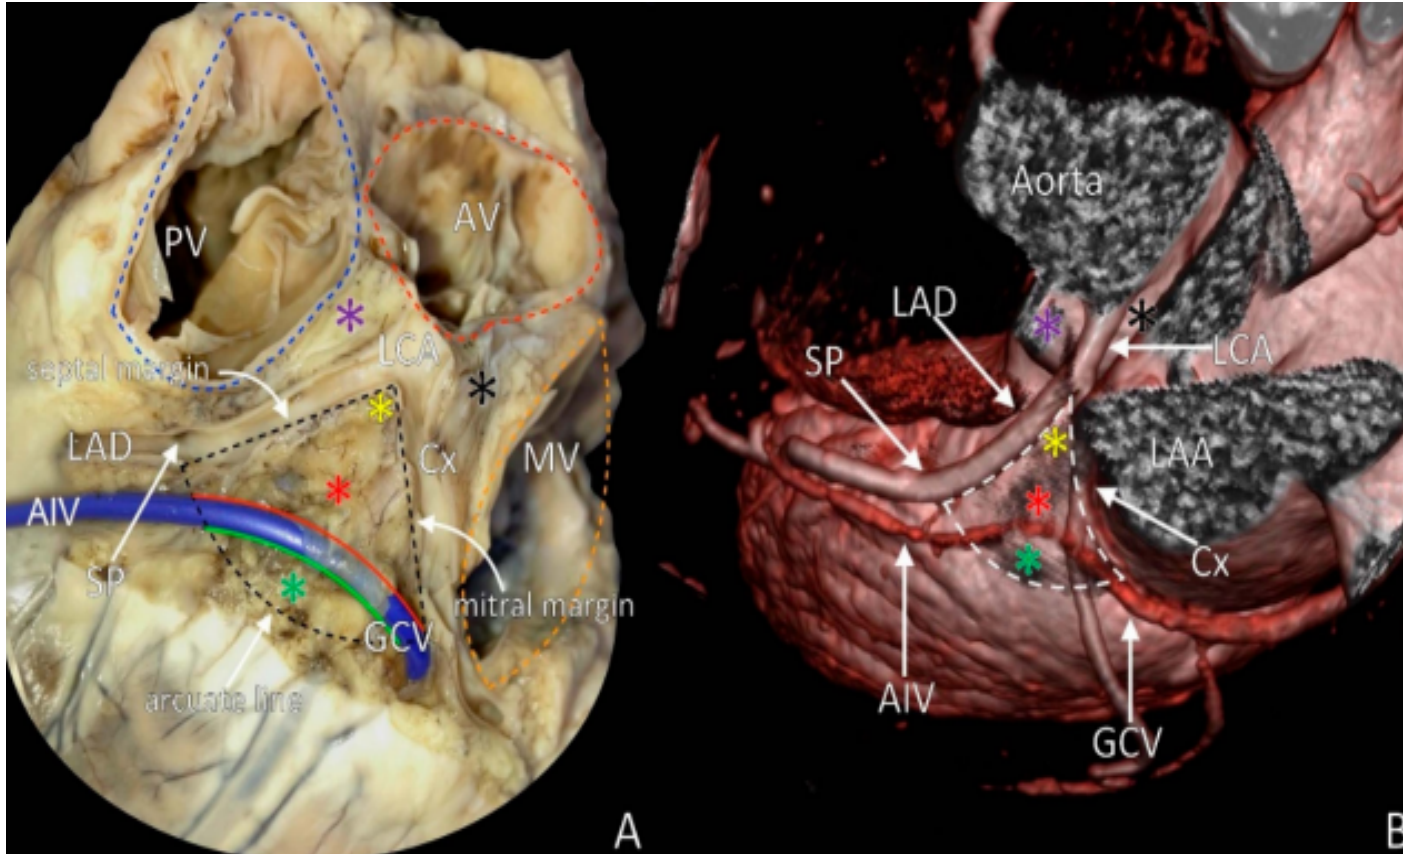 PV
AV
LCA
septal margin
LAD
Cx
MV
AIV
SP
mitral margin
GCV
arcuate line
A
Aorta
LAD
SP
LCA
LAA
Cx
AIV
GCV
B